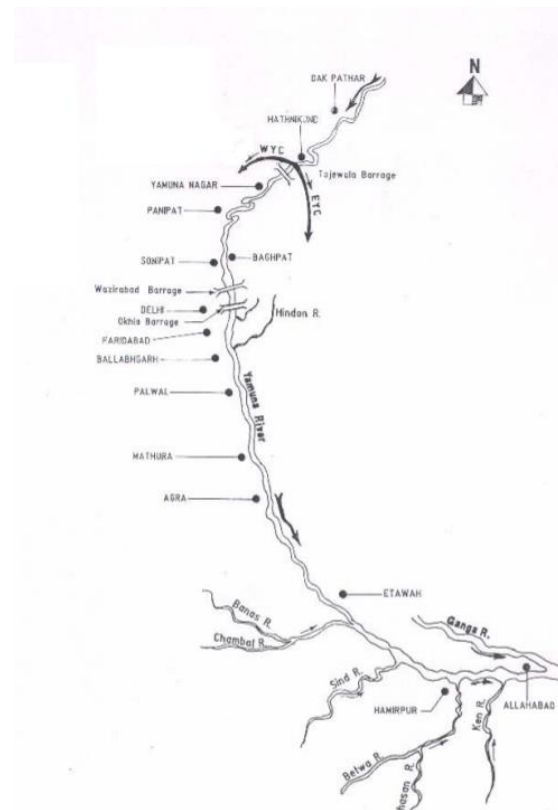 N
DAK PATHAR
HATHNIKUND
WYC
Tajewala Barrage
YAMUNA NAGAR
EYC
PANIPAT
SONIPAT
BAGHPAT
Wazirabad Barrage
DELHI
Okhla Barrage
Hindon R.
FARIDABAD
BALLABHGARH
PALWAL
Yamuna River
MATHURA
AGRA
ETAWAH
Banas R.
Chambal R.
Ganga R.
Sind R.
ALLAHABAD
HAMIRPUR
Ken R.
Betwa R.
hasan R.